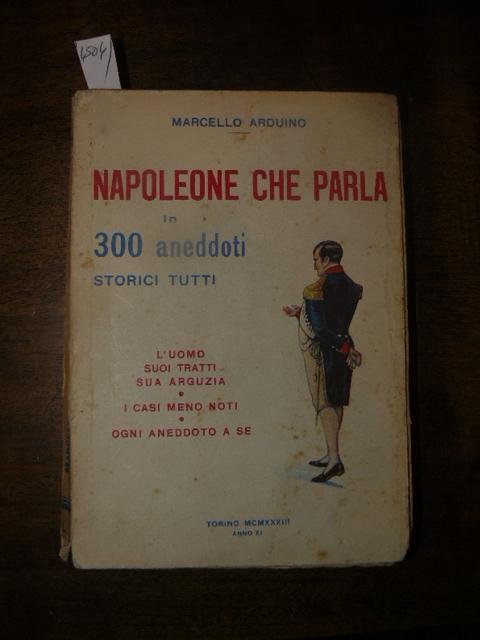 MARCELLO ARDUINO
NAPOLEONE CHE PARLA
In
300 aneddoti
STORICI TUTTI
L'UOMO
SUOI TRATTI
SUA ARGUZIA
•
I CASI MENO NOTI
•
OGNI ANEDDOTO A SE
TORINO MCMXXXIII
ANNO XI